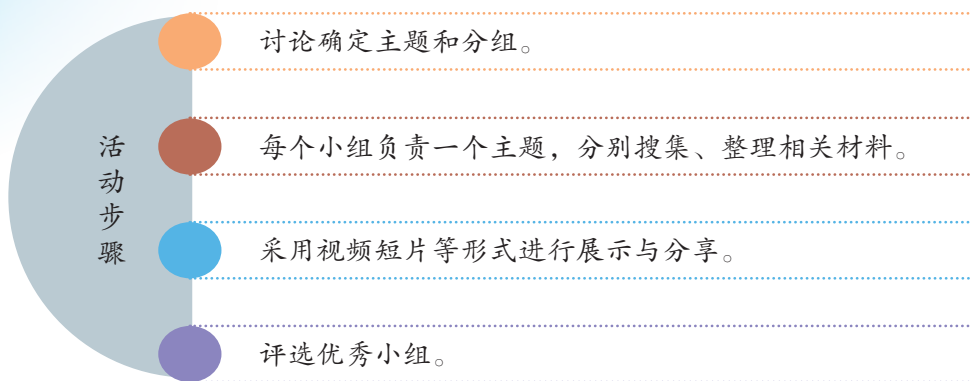 活动步骤
讨论确定主题和分组。
每个小组负责一个主题，分别搜集、整理相关材料。
采用视频短片等形式进行展示与分享。
评选优秀小组。